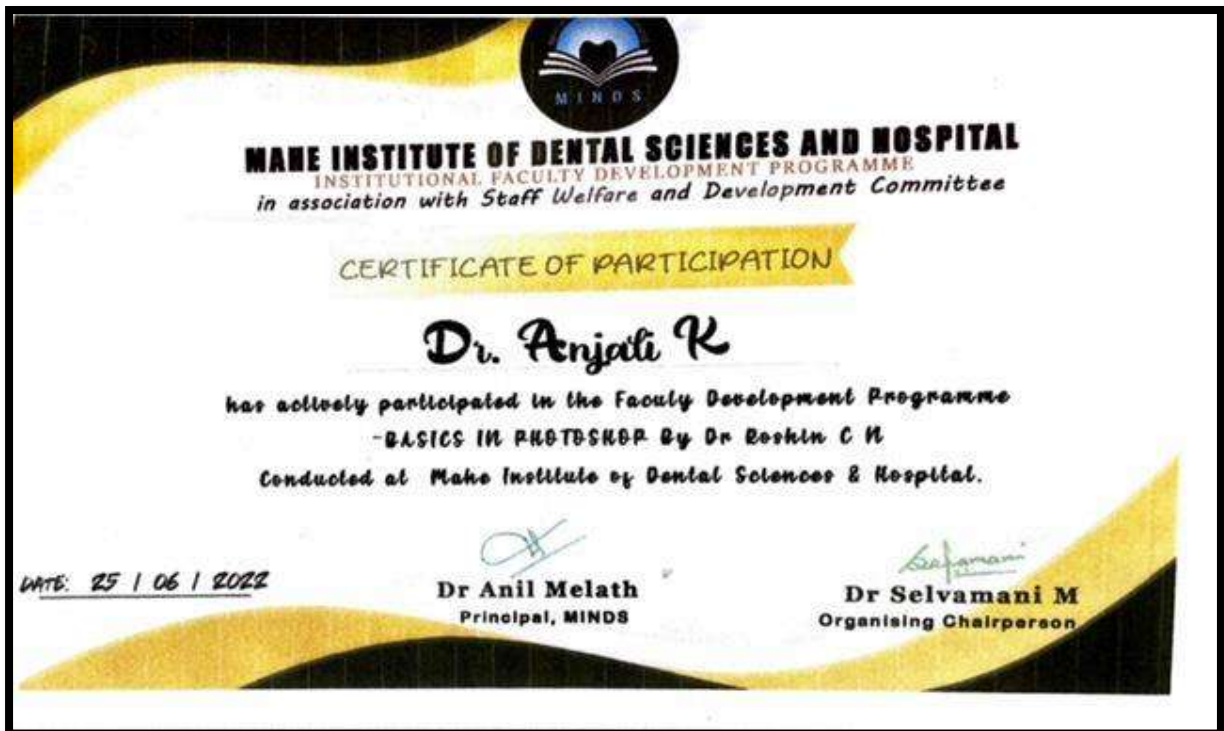 MINDS
MAHE INSTITUTE OF DENTAL SCIENCES AND HOSPITAL
INSTITUTIONAL FACULTY DEVELOPMENT PROGRAMME
in association with Staff Welfare and Development Committee
CERTIFICATE OF PARTICIPATION
Dr. Anjali K
has actively participated in the Faculy Development Programme
-BASICS IN PHOTOSHOP By Dr Roshin C N
Conducted at Mahe Institute of Dental Sciences & Hospital.
DATE: 25 / 06 / 2022
Selvamani
Dr Anil Melath
Dr Selvamani M
Principal, MINDS
Organising Chairperson